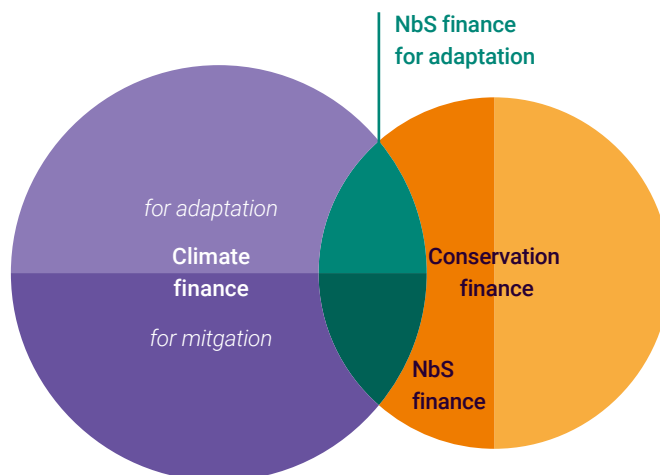 NbS finance
for adaptation
for adaptation
Climate
finance
for mitgation
Conservation
finance
NbS
finance